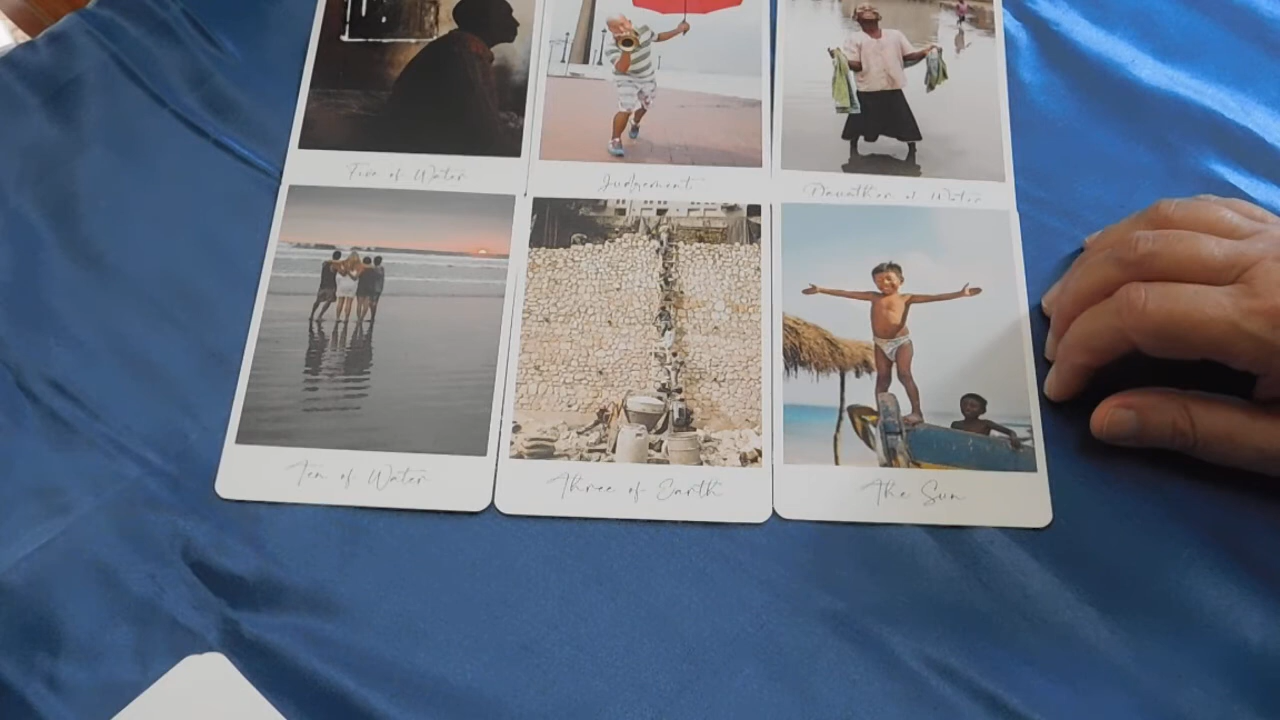 Five of Water
Judgement
Daughter of Water
Ten of Water
Three of Earth
The Sun